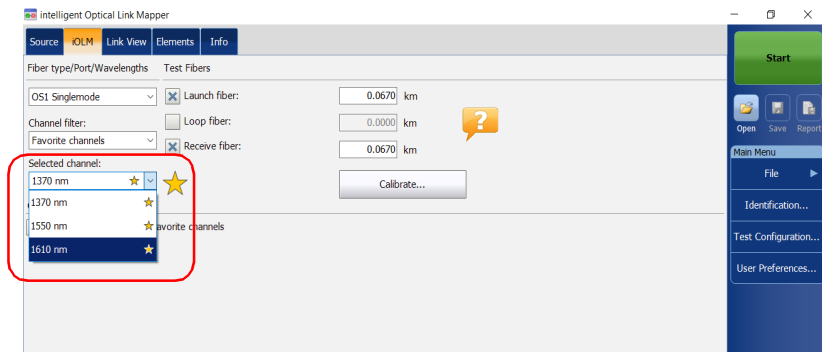 intelligent Optical Link Mapper
Source
iOLM
Link View
Elements
Info
Fiber type/Port/Wavelengths
Test Fibers
OS1 Singlemode
Launch fiber:
0.0670 km
Channel filter:
Loop fiber:
0.0000 km
Favorite channels
Receive fiber:
0.0670 km
Selected channel:
1370 nm
Calibrate...
1370 nm
1550 nm
avorite channels
1610 nm
?
Start
Open
Save
Report
Main Menu
File
Identification...
Test Configuration...
User Preferences...